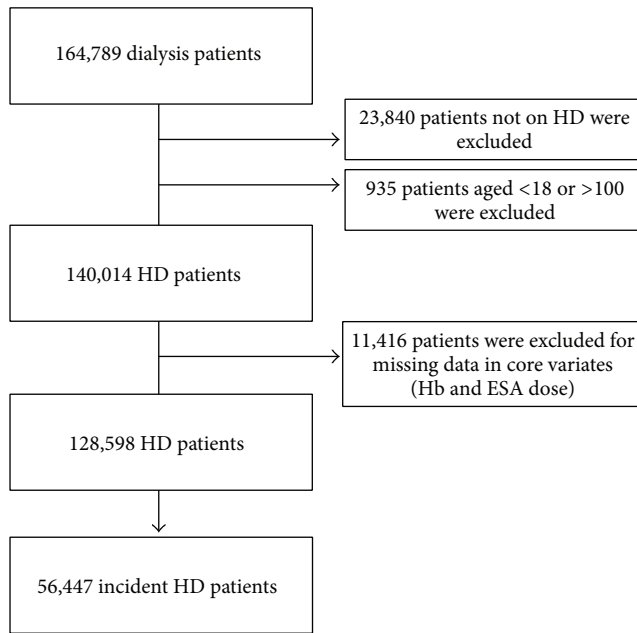 164,789 dialysis patients
23,840 patients not on HD were
excluded
935 patients aged <18 or >100
were excluded
140,014 HD patients
11,416 patients were excluded for
missing data in core variates
(Hb and ESA dose)
128,598 HD patients
56,447 incident HD patients